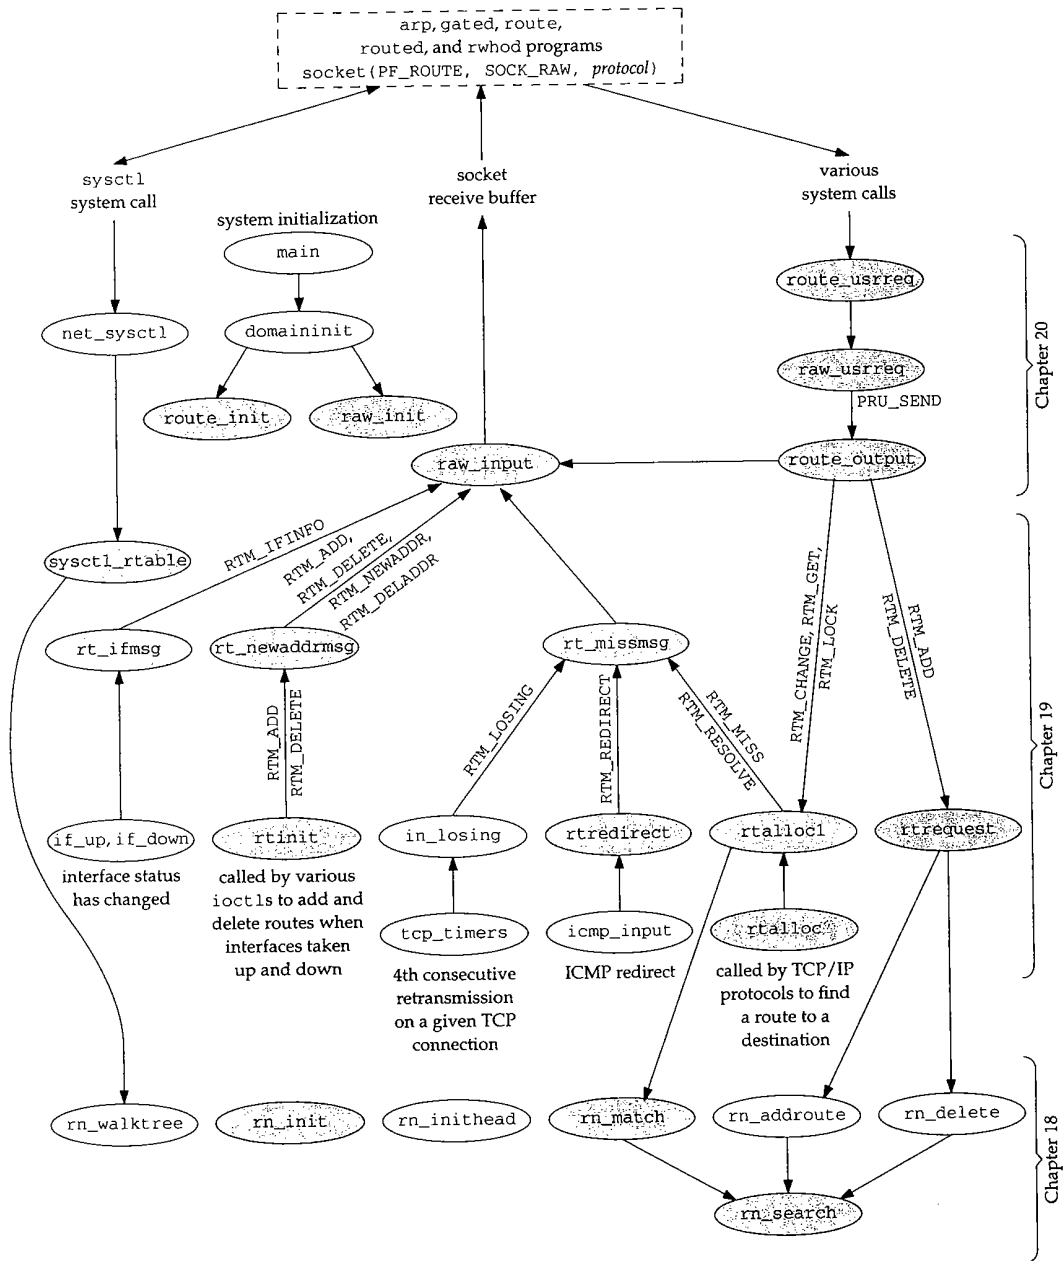 arp, gated, route,
routed, and rwhod programs
socket(PF_ROUTE, SOCK_RAW, protocol)
sysctl
system call
socket
receive buffer
various
system calls
system initialization
main
route_usrreq
net_sysctl
domaininit
raw_usrreq
PRU_SEND
route_init
raw_init
raw_input
route_output
Chapter 20
sysctl_rtable
RTM_IFINFO
RTM_ADD,
RTM_DELETE,
RTM_NEWADDR,
RTM_DELADDR
RTM_CHANGE, RTM_GET,
RTM_LOCK
RTM_ADD
RTM_DELETE
rt_ifmsg
rt_newaddrmsg
rt_missmsg
RTM_ADD
RTM_DELETE
RTM_LOSING
RTM_REDIRECT
RTM_MISS
RTM_RESOLVE
if_up, if_down
interface status
has changed
rtinit
called by various
ioctls to add and
delete routes when
interfaces taken
up and down
in_losing
rtredirect
rtalloc1
rtrequest
tcp_timers
4th consecutive
retransmission
on a given TCP
connection
icmp_input
ICMP redirect
rtalloc
called by TCP/IP
protocols to find
a route to a
destination
Chapter 19
rn_walktree
rn_init
rn_inithead
rn_match
rn_addroute
rn_delete
rn_search
Chapter 18